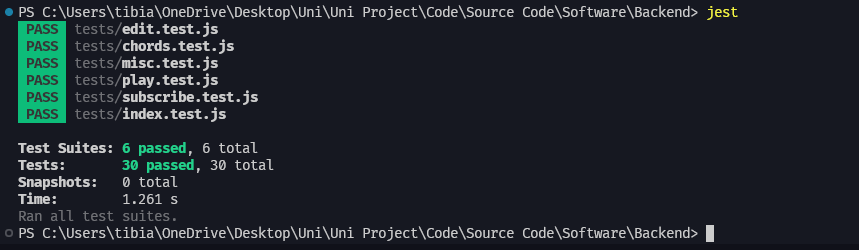 PS C:\Users\tibia\OneDrive\Desktop\Uni\Uni Project\Code\Source Code\Software\Backend> jest
PASS tests/edit.test.js
PASS tests/chords.test.js
PASS tests/misc.test.js
PASS tests/play.test.js
PASS tests/subscribe.test.js
PASS tests/index.test.js
Test Suites: 6 passed, 6 total
Tests: 30 passed, 30 total
Snapshots: 0 total
Time: 1.261 s
Ran all test suites.
PS C:\Users\tibia\OneDrive\Desktop\Uni\Uni Project\Code\Source Code\Software\Backend>